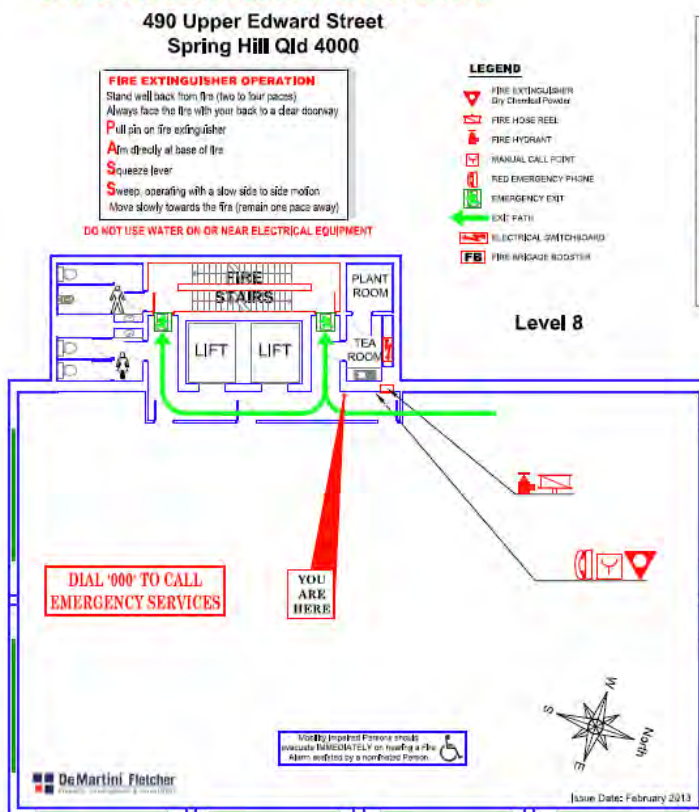 490 Upper Edward Street
Spring Hill Qld 4000
FIRE EXTINGUISHER OPERATION
Stand well back from fire (two to four paces)
Always face the fire with your back to a clear doorway
Pull pin on fire extinguisher
Aim directly at base of fire
Squeeze lever
Sweep, operating with a slow side to side motion
Move slowly towards the fire (remain one pace away)
DO NOT USE WATER ON OR NEAR ELECTRICAL EQUIPMENT
LEGEND
FIRE EXTINGUISHER
Dry Chemical Powder
FIRE HOSE REEL
FIRE HYDRANT
MANUAL CALL POINT
RED EMERGENCY PHONE
EMERGENCY EXIT
EXIT PATH
ELECTRICAL SWITCHBOARD
FB FIRE BRIGADE BOOSTER
Level 8
FIRE
STAIRS
PLANT
ROOM
LIFT
LIFT
TEA
ROOM
DIAL '000' TO CALL
EMERGENCY SERVICES
YOU
ARE
HERE
W
S
North
E
Mobility Impaired Persons should
evacuate IMMEDIATELY on hearing a Fire
Alarm assisted by a nominated Person
DeMartini Fletcher
Issue Date: February 2013